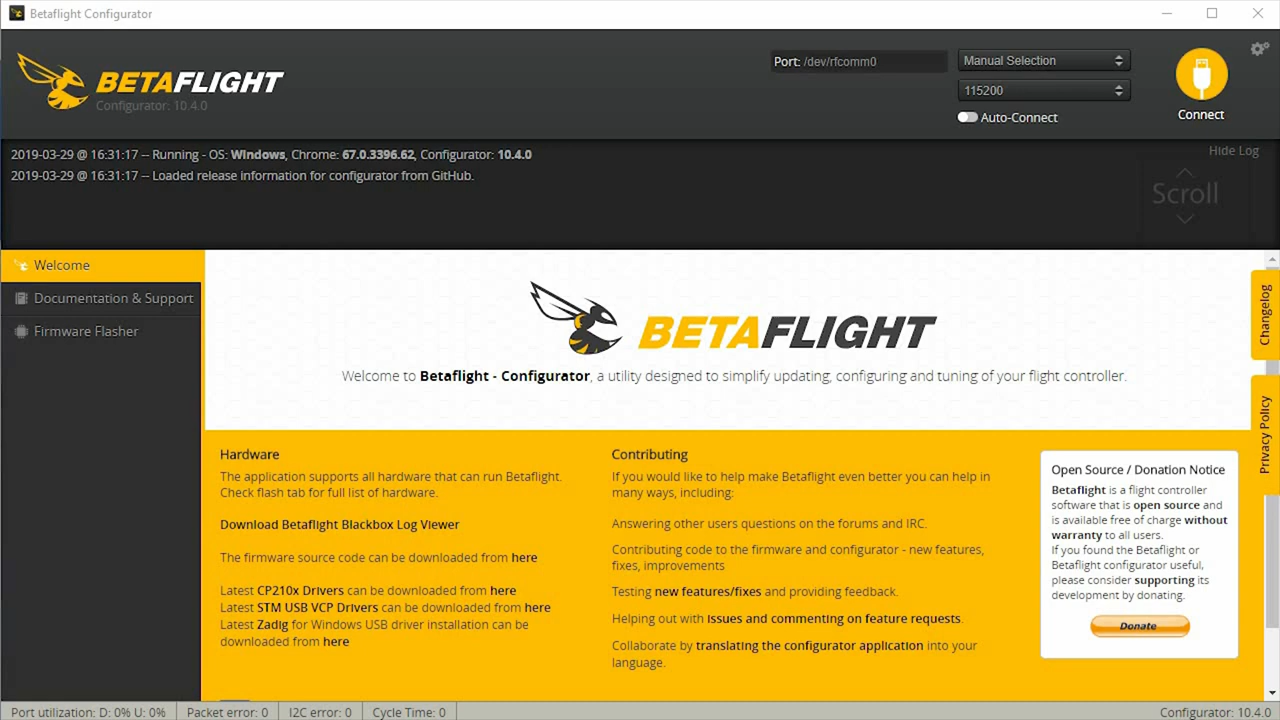 Betaflight Configurator
BETAFLIGHT
Configurator: 10.4.0
Port: /dev/rfcomm0
Manual Selection
115200
Auto-Connect
Connect
2019-03-29 @ 16:31:17 -- Running - OS: Windows, Chrome: 67.0.3396.62, Configurator: 10.4.0
2019-03-29 @ 16:31:17 -- Loaded release information for configurator from GitHub.
Hide Log
Scroll
Welcome
Documentation & Support
Firmware Flasher
BETAFLIGHT
Welcome to Betaflight - Configurator, a utility designed to simplify updating, configuring and tuning of your flight controller.
Changelog
Privacy Policy
Hardware
The application supports all hardware that can run Betaflight.
Check flash tab for full list of hardware.
Download Betaflight Blackbox Log Viewer
The firmware source code can be downloaded from here
Latest CP210x Drivers can be downloaded from here
Latest STM USB VCP Drivers can be downloaded from here
Latest Zadig for Windows USB driver installation can be
downloaded from here
Contributing
If you would like to help make Betaflight even better you can help in
many ways, including:
Answering other users questions on the forums and IRC.
Contributing code to the firmware and configurator - new features,
fixes, improvements
Testing new features/fixes and providing feedback.
Helping out with issues and commenting on feature requests.
Collaborate by translating the configurator application into your
language.
Open Source / Donation Notice
Betaflight is a flight controller
software that is open source and
is available free of charge without
warranty to all users.
If you found the Betaflight or
Betaflight configurator useful,
please consider supporting its
development by donating.
Donate
Port utilization: D: 0% U: 0%
Packet error: 0
I2C error: 0
Cycle Time: 0
Configurator: 10.4.0